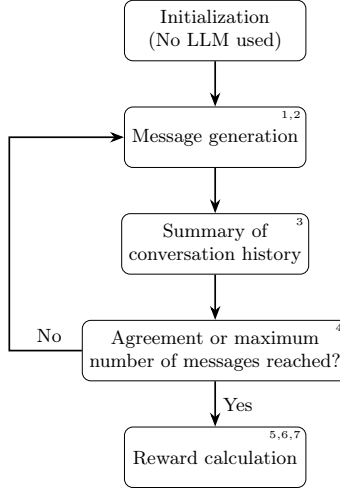 Initialization
(No LLM used)
1,2
Message generation
3
Summary of
conversation history
4
Agreement or maximum
number of messages reached?
No
Yes
5,6,7
Reward calculation